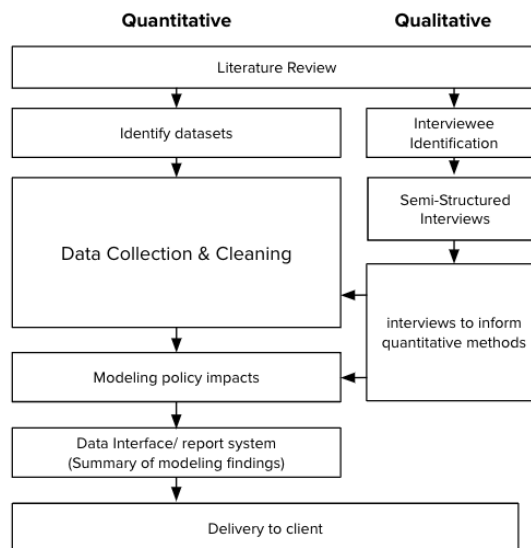 Quantitative
Qualitative
Literature Review
Identify datasets
Interviewee
Identification
Data Collection & Cleaning
Semi-Structured
Interviews
interviews to inform
quantitative methods
Modeling policy impacts
Data Interface/ report system
(Summary of modeling findings)
Delivery to client